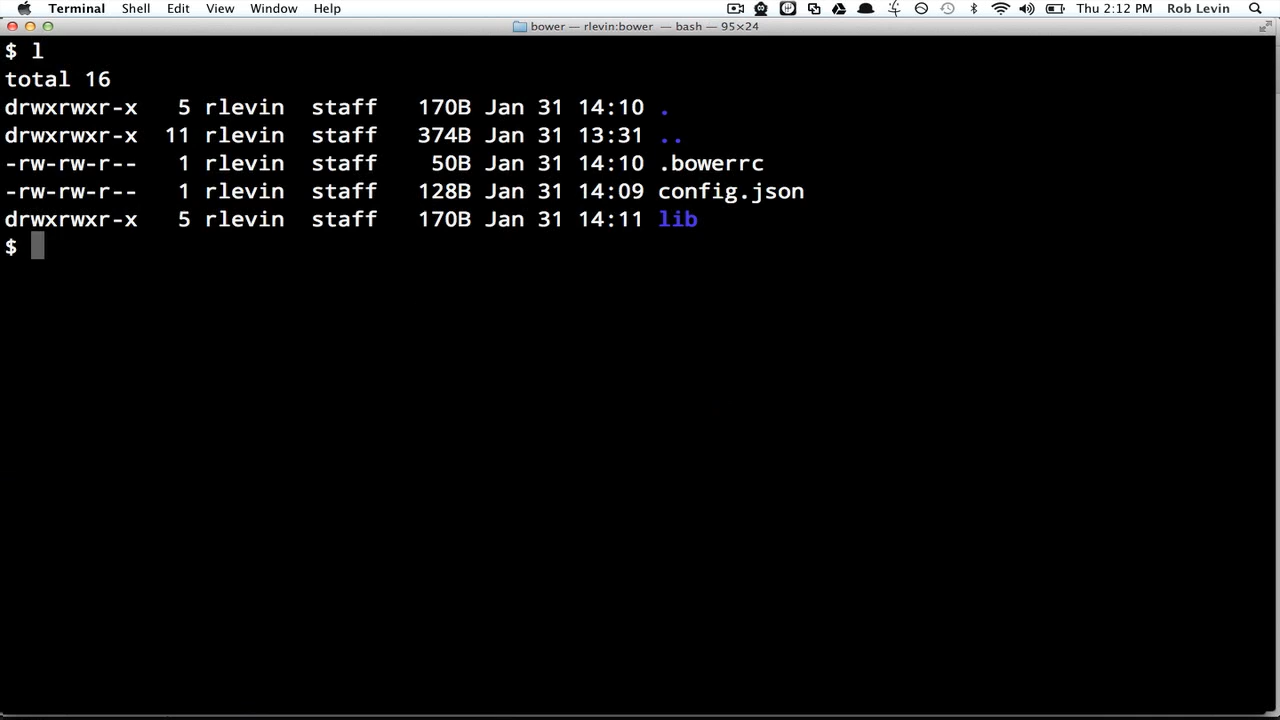 Terminal Shell Edit View Window Help Thu 2:12 PM Rob Levin
bower — rlevin:bower — bash — 95×24
$ l
total 16
drwxrwxr-x 5 rlevin staff 170B Jan 31 14:10 .
drwxrwxr-x 11 rlevin staff 374B Jan 31 13:31 ..
-rw-rw-r-- 1 rlevin staff 50B Jan 31 14:10 .bowerrc
-rw-rw-r-- 1 rlevin staff 128B Jan 31 14:09 config.json
drwxrwxr-x 5 rlevin staff 170B Jan 31 14:11 lib
$